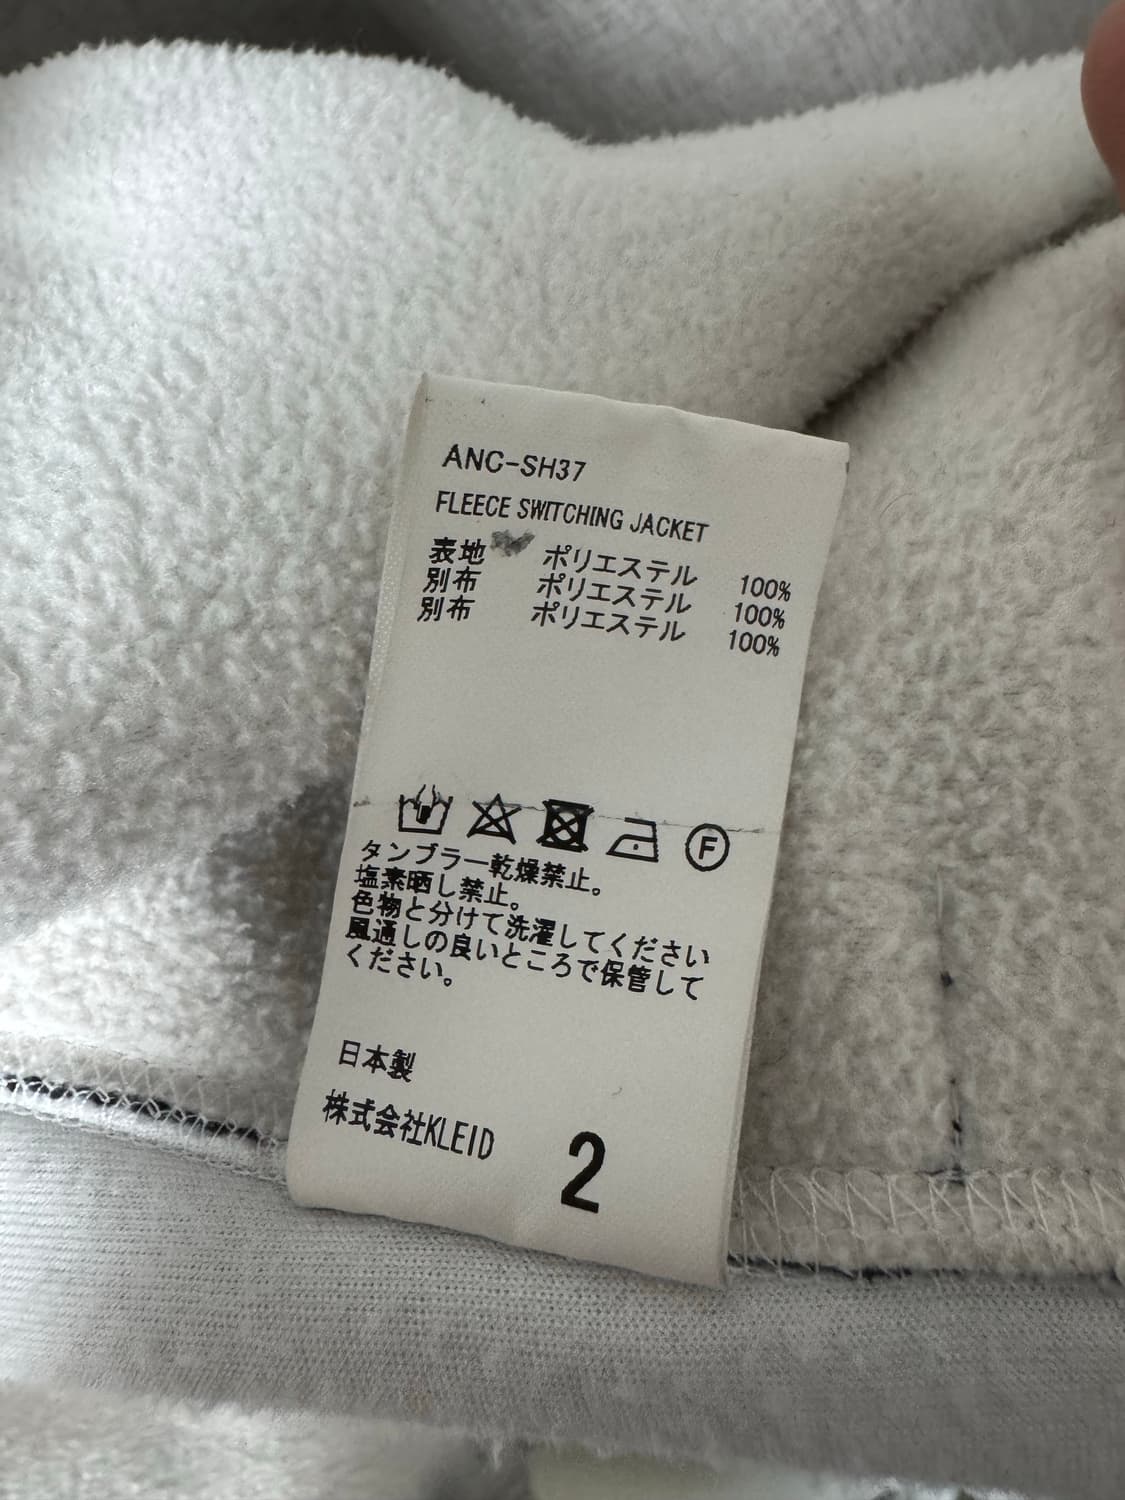 ANC-SH37
FLEECE SWITCHING JACKET
表地 ポリエステル 100%
別布 ポリエステル 100%
別布 ポリエステル 100%
F
タンブラー乾燥禁止。
塩素晒し禁止。
色物と分けて洗濯してください
風通しの良いところで保管して
ください。
日本製
株式会社KLEID
2